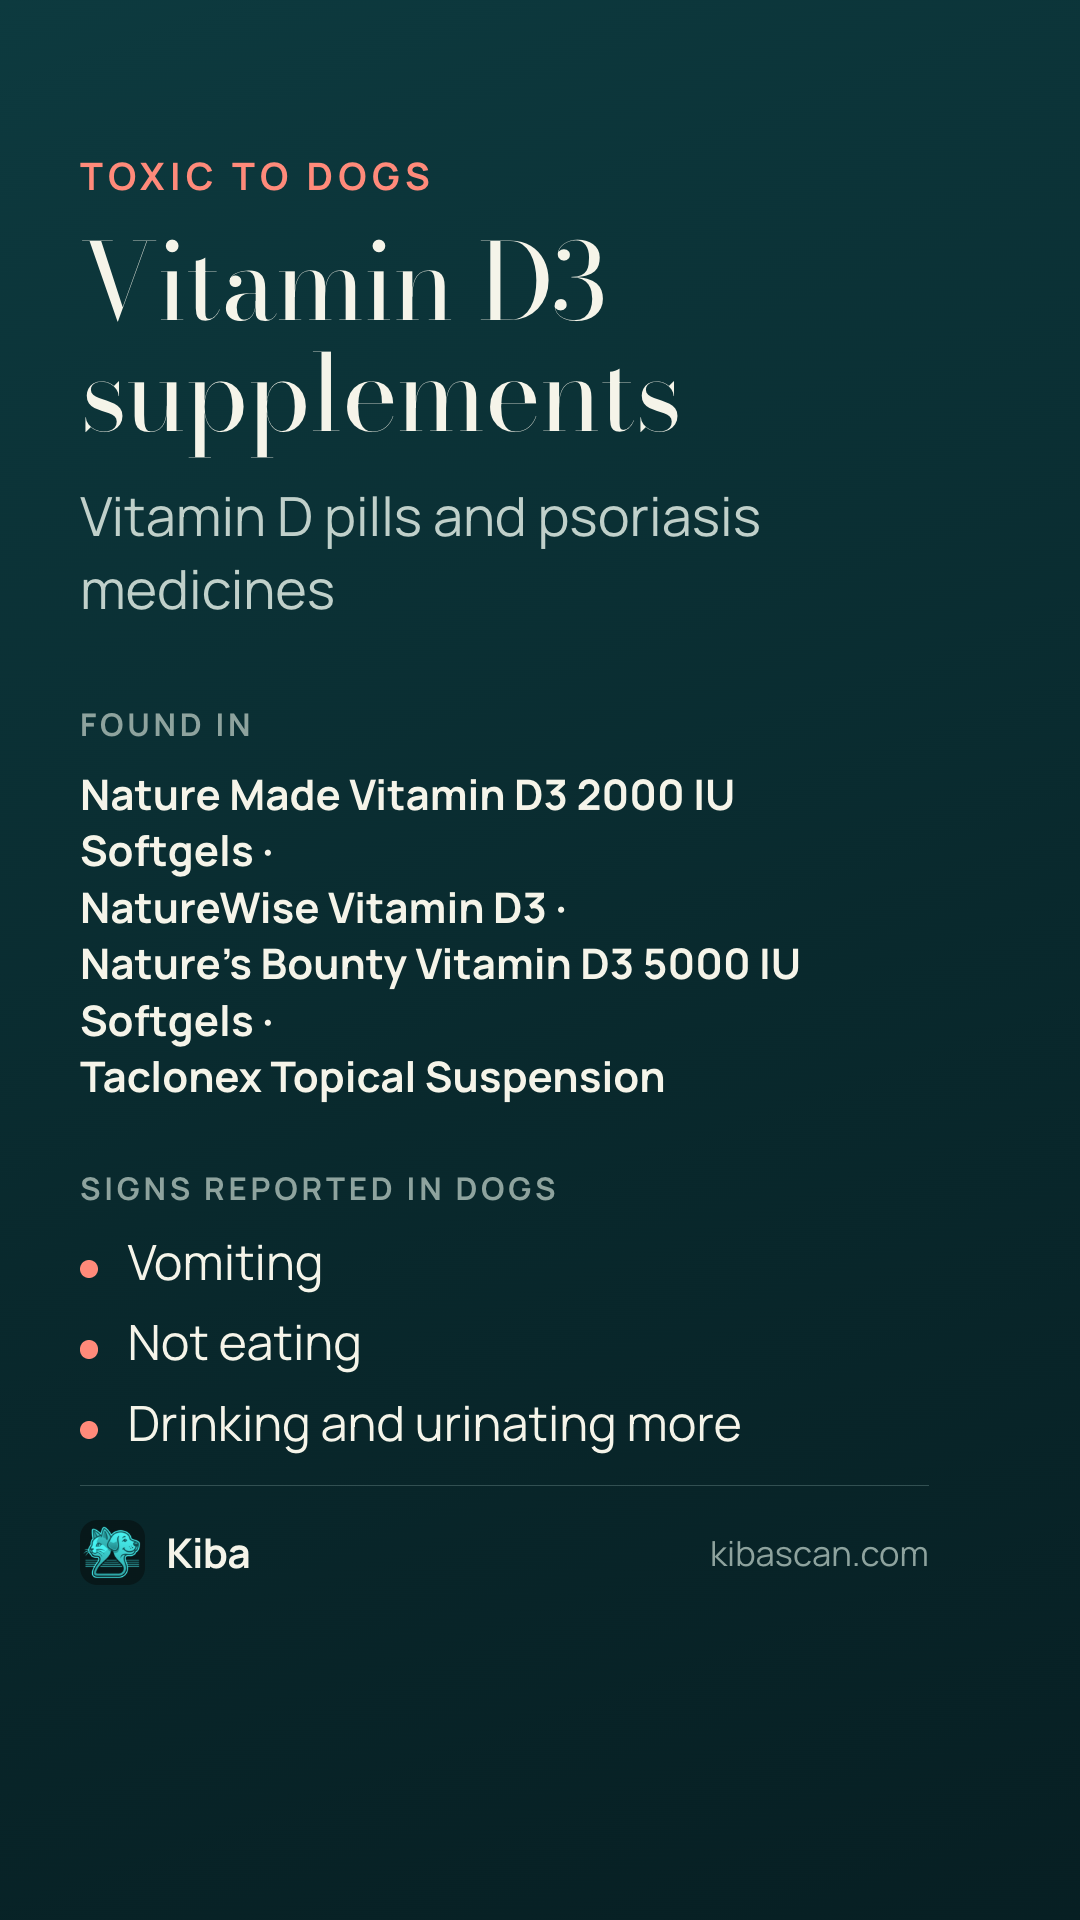 TOXIC TO DOGS
Vitamin D3
supplements
Vitamin D pills and psoriasis
medicines
FOUND IN
Nature Made Vitamin D3 2000 IU
Softgels ·
NatureWise Vitamin D3 ·
Nature’s Bounty Vitamin D3 5000 IU
Softgels ·
Taclonex Topical Suspension
SIGNS REPORTED IN DOGS
Vomiting
Not eating
Drinking and urinating more
Kiba
kibascan.com